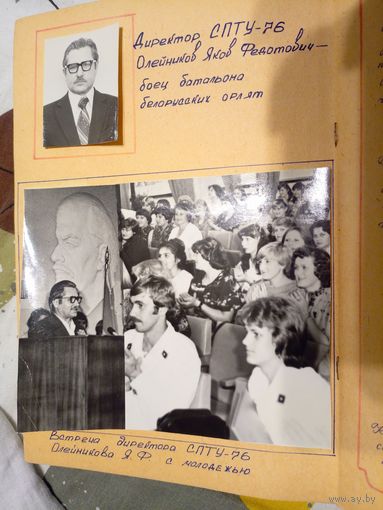 Директор СПТУ-76
Олейников Яков Федотович –
боец батальона
белорусских орлят
Встреча директора СПТУ-76
Олейникова Я.Ф. с молодежью
www.ay.by